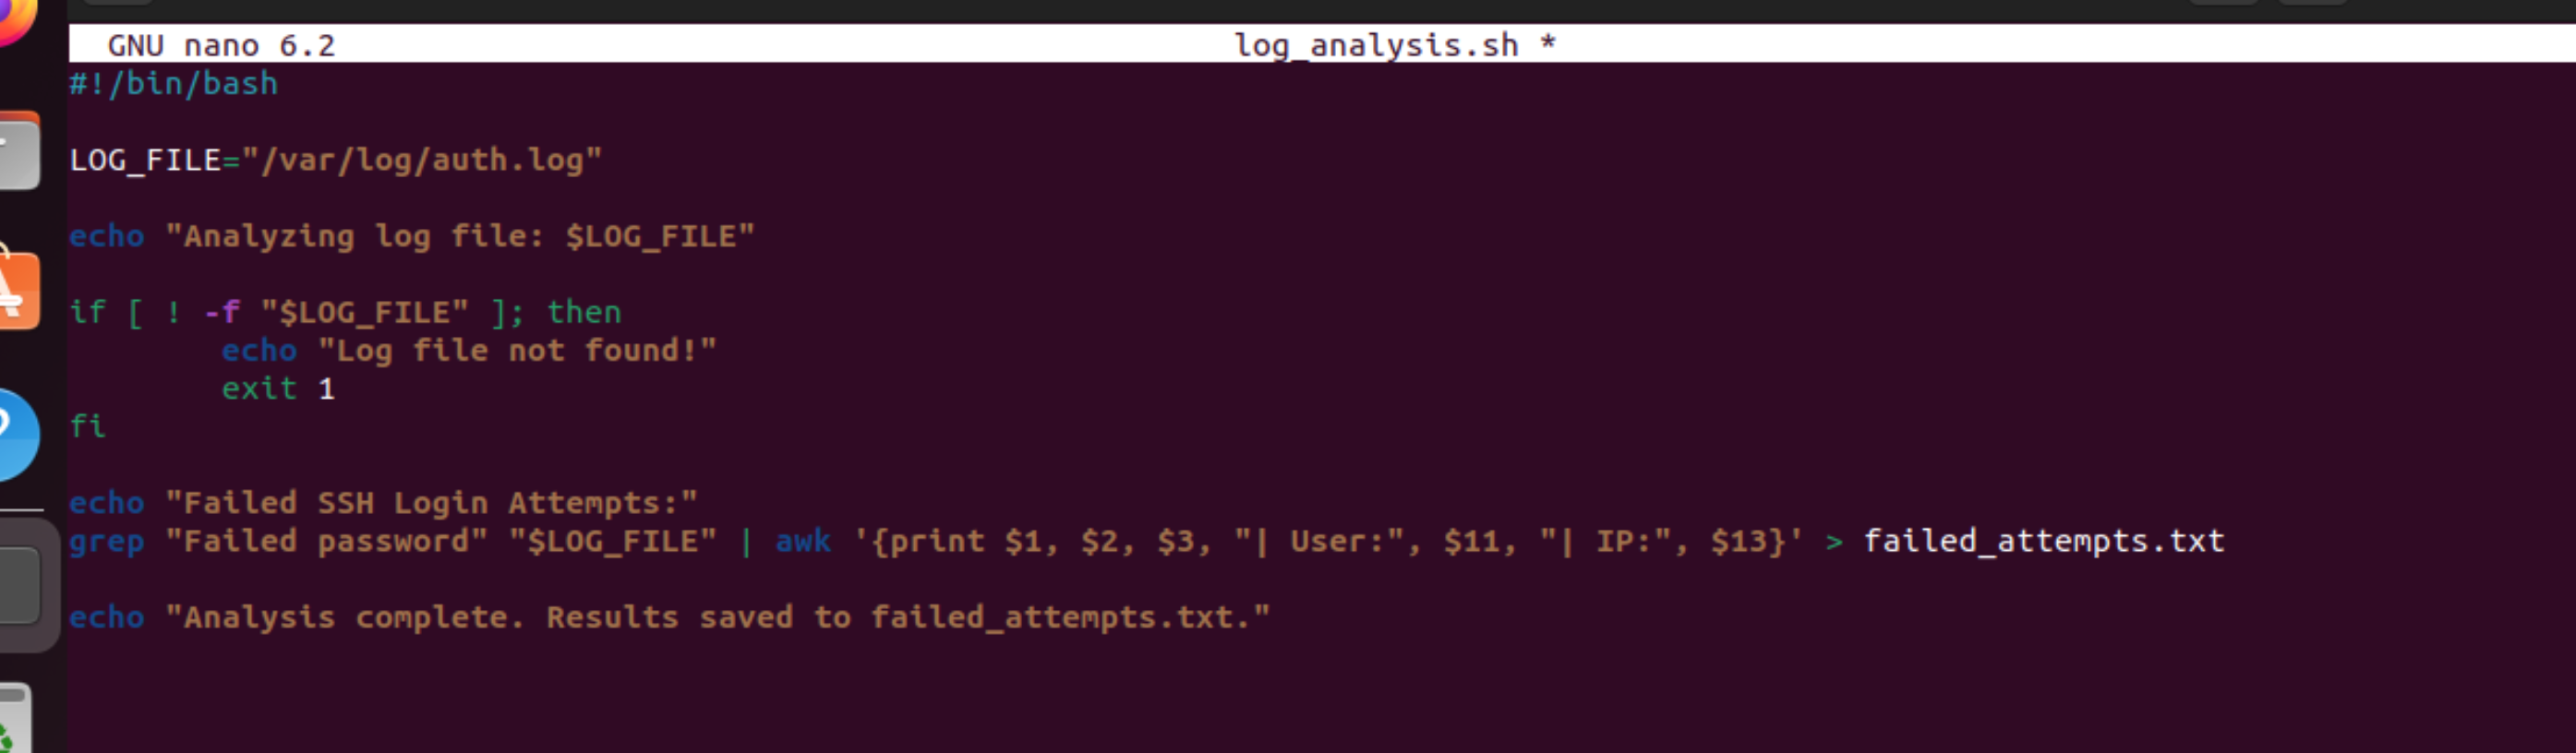 GNU nano 6.2 log_analysis.sh *
#!/bin/bash
LOG_FILE="/var/log/auth.log"
echo "Analyzing log file: $LOG_FILE"
if [ ! -f "$LOG_FILE" ]; then
echo "Log file not found!"
exit 1
fi
echo "Failed SSH Login Attempts:"
grep "Failed password" "$LOG_FILE" | awk '{print $1, $2, $3, "| User:", $11, "| IP:", $13}' > failed_attempts.txt
echo "Analysis complete. Results saved to failed_attempts.txt."